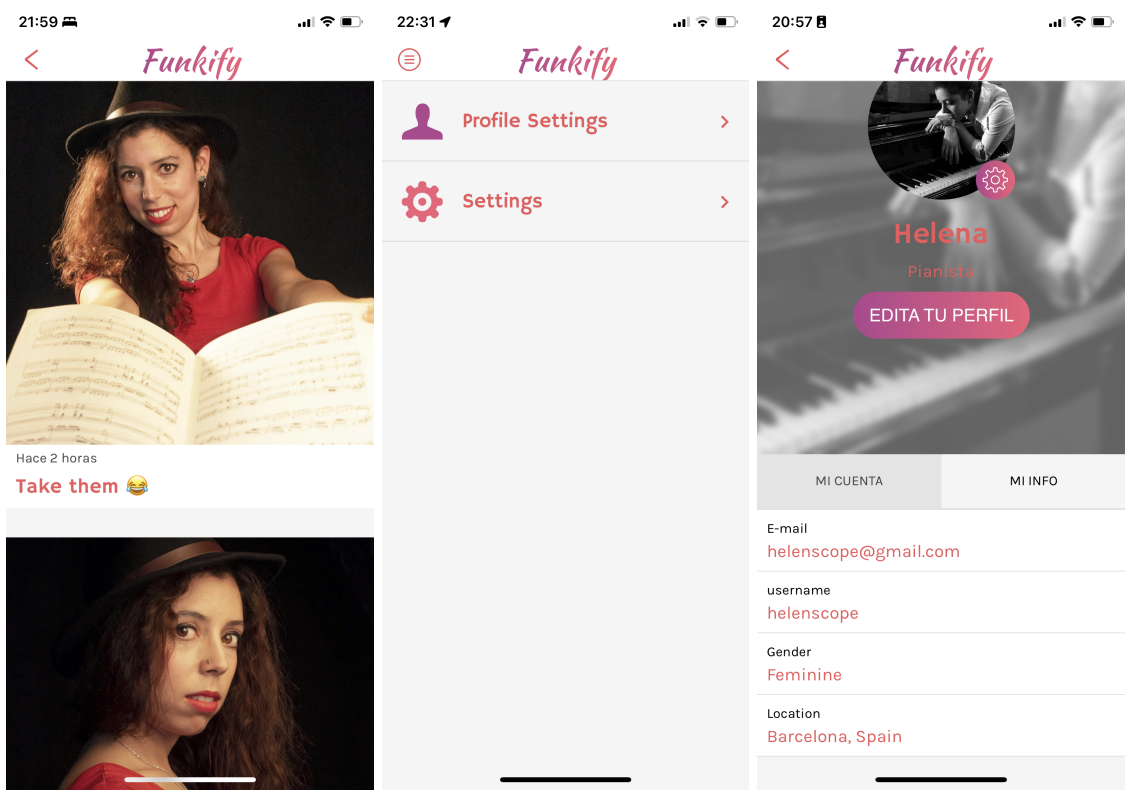 21:59
Funkify
Hace 2 horas
Take them 😂
22:31
Funkify
Profile Settings
Settings
20:57
Funkify
Helena
Pianista
EDITA TU PERFIL
MI CUENTA
MI INFO
E-mail
helenscope@gmail.com
username
helenscope
Gender
Feminine
Location
Barcelona, Spain